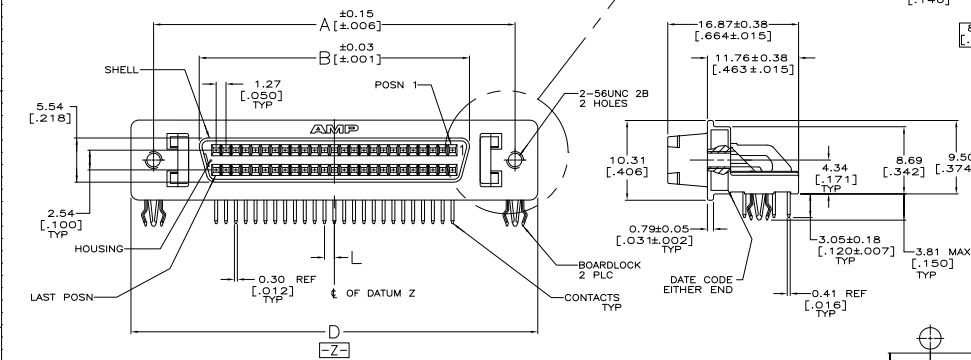 ±0.15
A[±.006]
±0.03
B[±.001]
SHELL
1.27
[.050]
TYP
POSN 1
5.54
[.218]
2-56UNC 2B
2 HOLES
AMP
2.54
[.100]
TYP
HOUSING
LAST POSN
0.30 REF
[.012]
TYP
L
℄ OF DATUM Z
BOARDLOCK
2 PLC
CONTACTS
TYP
D
-Z-
16.87±0.38
[.664±.015]
11.76±0.38
[.463±.015]
10.31
[.406]
4.34
[.171]
TYP
8.69
[.342]
9.50
[.374
0.79±0.05
[.031±.002]
TYP
3.05±0.18
[.120±.007]
TYP
3.81 MAX
[.150]
TYP
DATE CODE
EITHER END
0.41 REF
[.016]
TYP